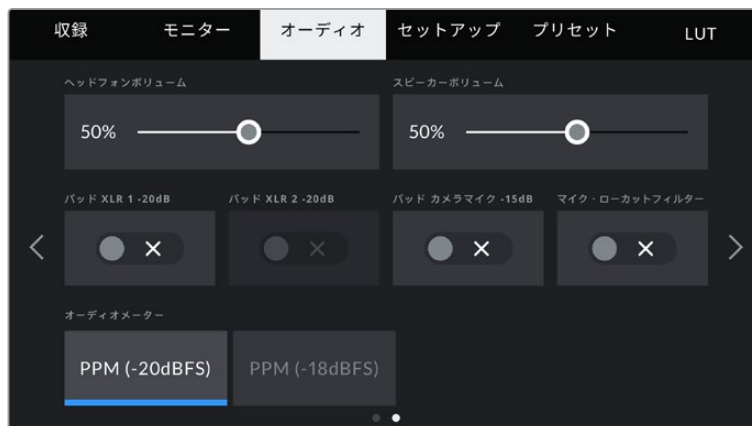 収録 モニター オーディオ セットアップ プリセット LUT
ヘッドフォンボリューム スピーカーボリューム
50% 50%
パッド XLR 1 -20dB パッド XLR 2 -20dB パッド カメラマイク -15dB マイク・ローカットフィルター
オーディオメーター
PPM (-20dBFS) PPM (-18dBFS)